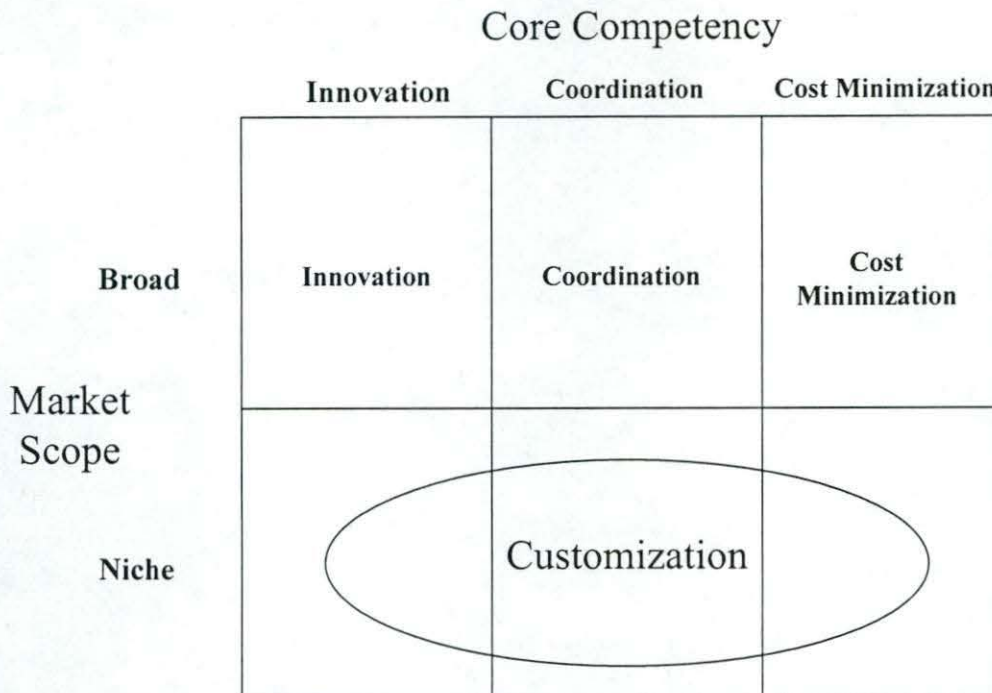 Core Competency
Innovation Coordination Cost Minimization
Broad Innovation Coordination Cost
Minimization
Market
Scope
Niche Customization